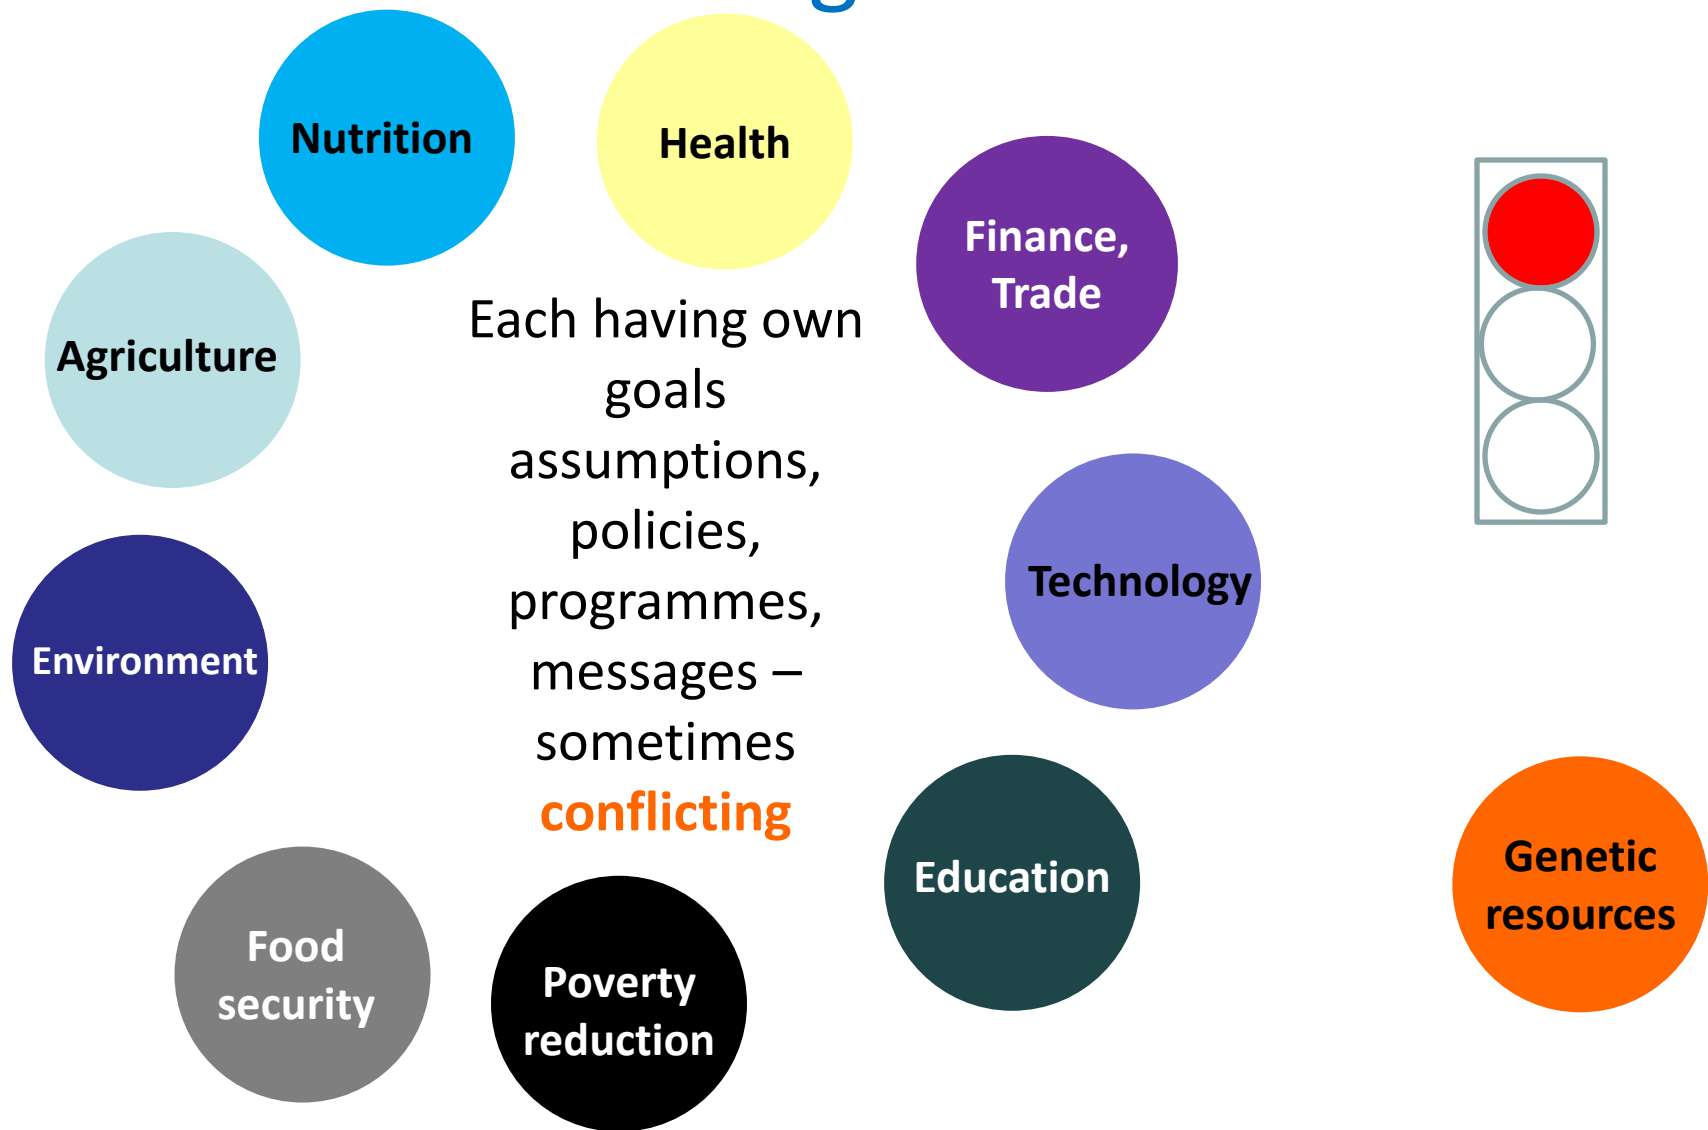 Nutrition
Health
Finance,
Trade
Agriculture
Each having own
goals
assumptions,
policies,
programmes,
messages –
sometimes
conflicting
Technology
Environment
Education
Genetic
resources
Food
security
Poverty
reduction